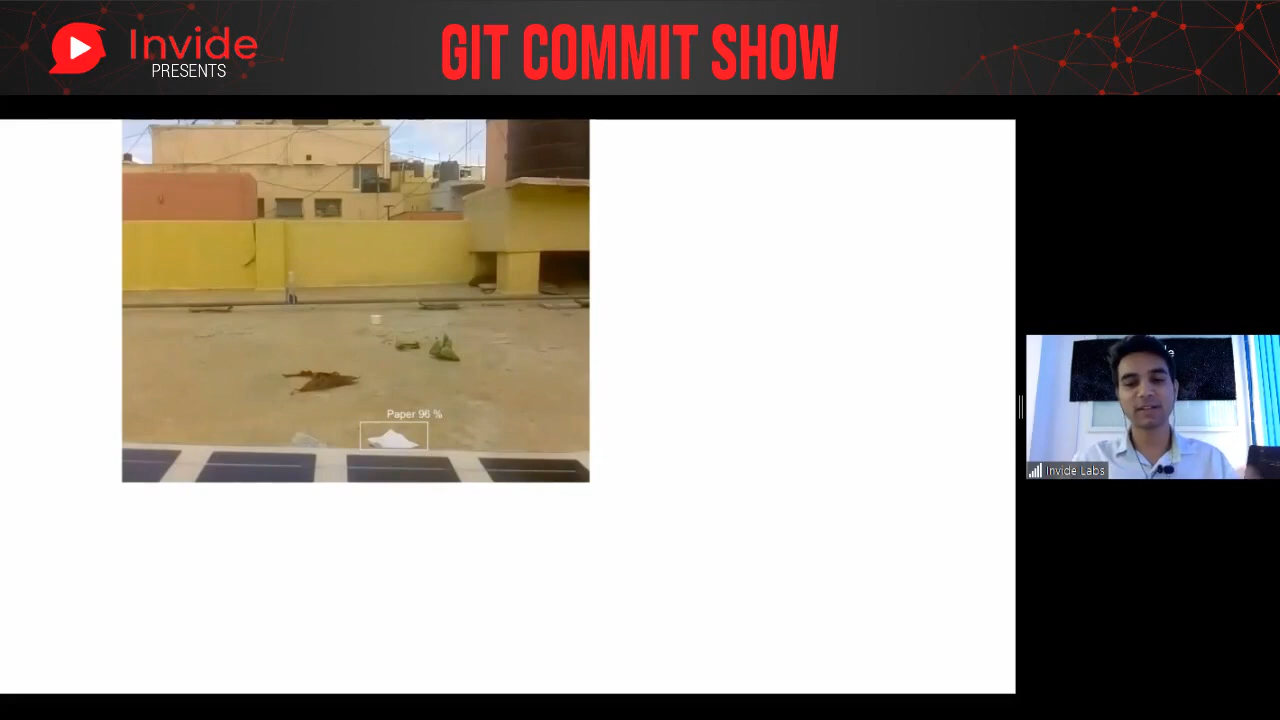 Invide
PRESENTS
GIT COMMIT SHOW
Paper 96 %
Invide Labs